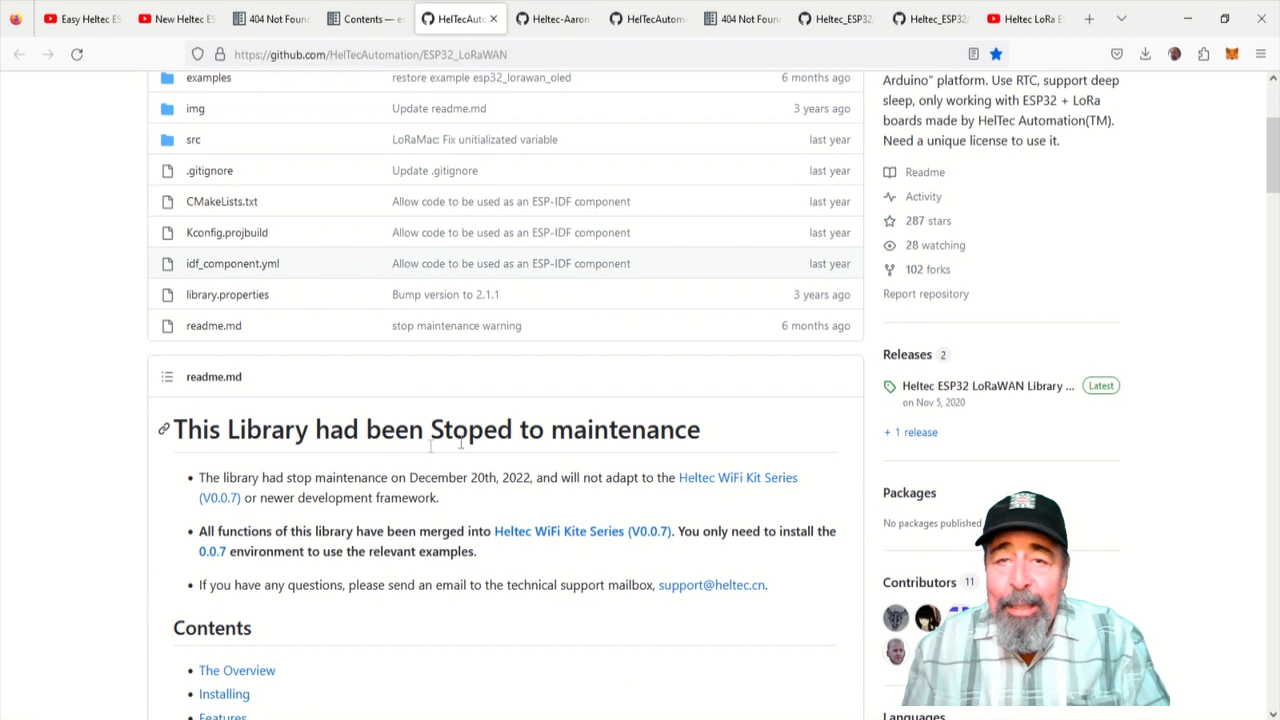 Easy Heltec ES
New Heltec ES
404 Not Foun
Contents — e
HelTecAuto
Heltec-Aaron-
HelTecAutom
404 Not Foun
Heltec_ESP32/
Heltec_ESP32/
Heltec LoRa E
https://github.com/HelTecAutomation/ESP32_LoRaWAN
examples
restore example esp32_lorawan_oled
6 months ago
img
Update readme.md
3 years ago
src
LoRaMac: Fix unitializated variable
last year
.gitignore
Update .gitignore
last year
CMakeLists.txt
Allow code to be used as an ESP-IDF component
last year
Kconfig.projbuild
Allow code to be used as an ESP-IDF component
last year
idf_component.yml
Allow code to be used as an ESP-IDF component
last year
library.properties
Bump version to 2.1.1
3 years ago
readme.md
stop maintenance warning
6 months ago
readme.md
This Library had been Stoped to maintenance
• The library had stop maintenance on December 20th, 2022, and will not adapt to the Heltec WiFi Kit Series
(V0.0.7) or newer development framework.
• All functions of this library have been merged into Heltec WiFi Kite Series (V0.0.7). You only need to install the
0.0.7 environment to use the relevant examples.
• If you have any questions, please send an email to the technical support mailbox, support@heltec.cn.
Contents
• The Overview
• Installing
• Features
Arduino" platform. Use RTC, support deep
sleep, only working with ESP32 + LoRa
boards made by HelTec Automation(TM).
Need a unique license to use it.
Readme
Activity
287 stars
28 watching
102 forks
Report repository
Releases 2
Heltec ESP32 LoRaWAN Library ...
Latest
on Nov 5, 2020
+ 1 release
Packages
No packages published
Contributors 11
Languages